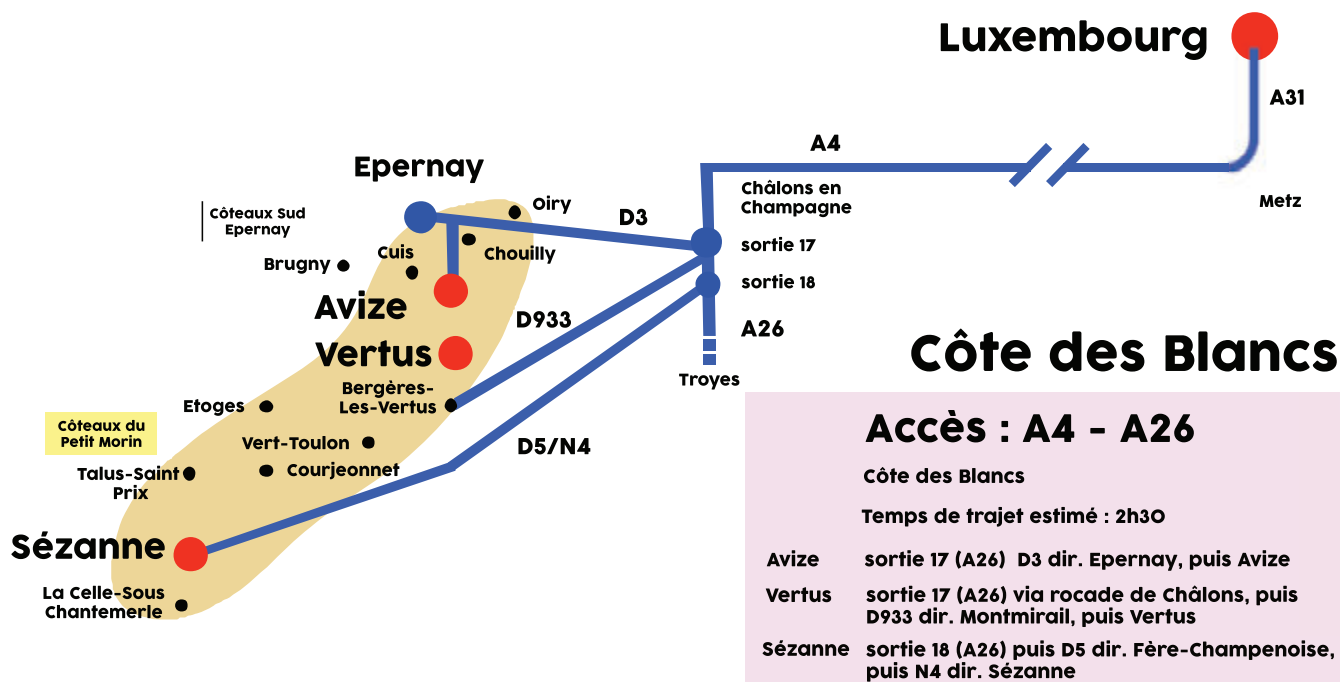 Luxembourg
A31
A4
Epernay
Châlons en
Champagne
Metz
Oiry
Côteaux Sud
Epernay
D3
sortie 17
Cuis
Chouilly
Brugny
sortie 18
Avize
D933
A26
Vertus
Côte des Blancs
Troyes
Bergères-
Les-Vertus
Etoges
Côteaux du
Petit Morin
Vert-Toulon
D5/N4
Talus-Saint
Prix
Courjeonnet
Sézanne
La Celle-Sous
Chantemerle
Accès : A4 - A26
Côte des Blancs
Temps de trajet estimé : 2h30
Avize sortie 17 (A26) D3 dir. Epernay, puis Avize
Vertus sortie 17 (A26) via rocade de Châlons, puis
D933 dir. Montmirail, puis Vertus
Sézanne sortie 18 (A26) puis D5 dir. Fère-Champenoise,
puis N4 dir. Sézanne